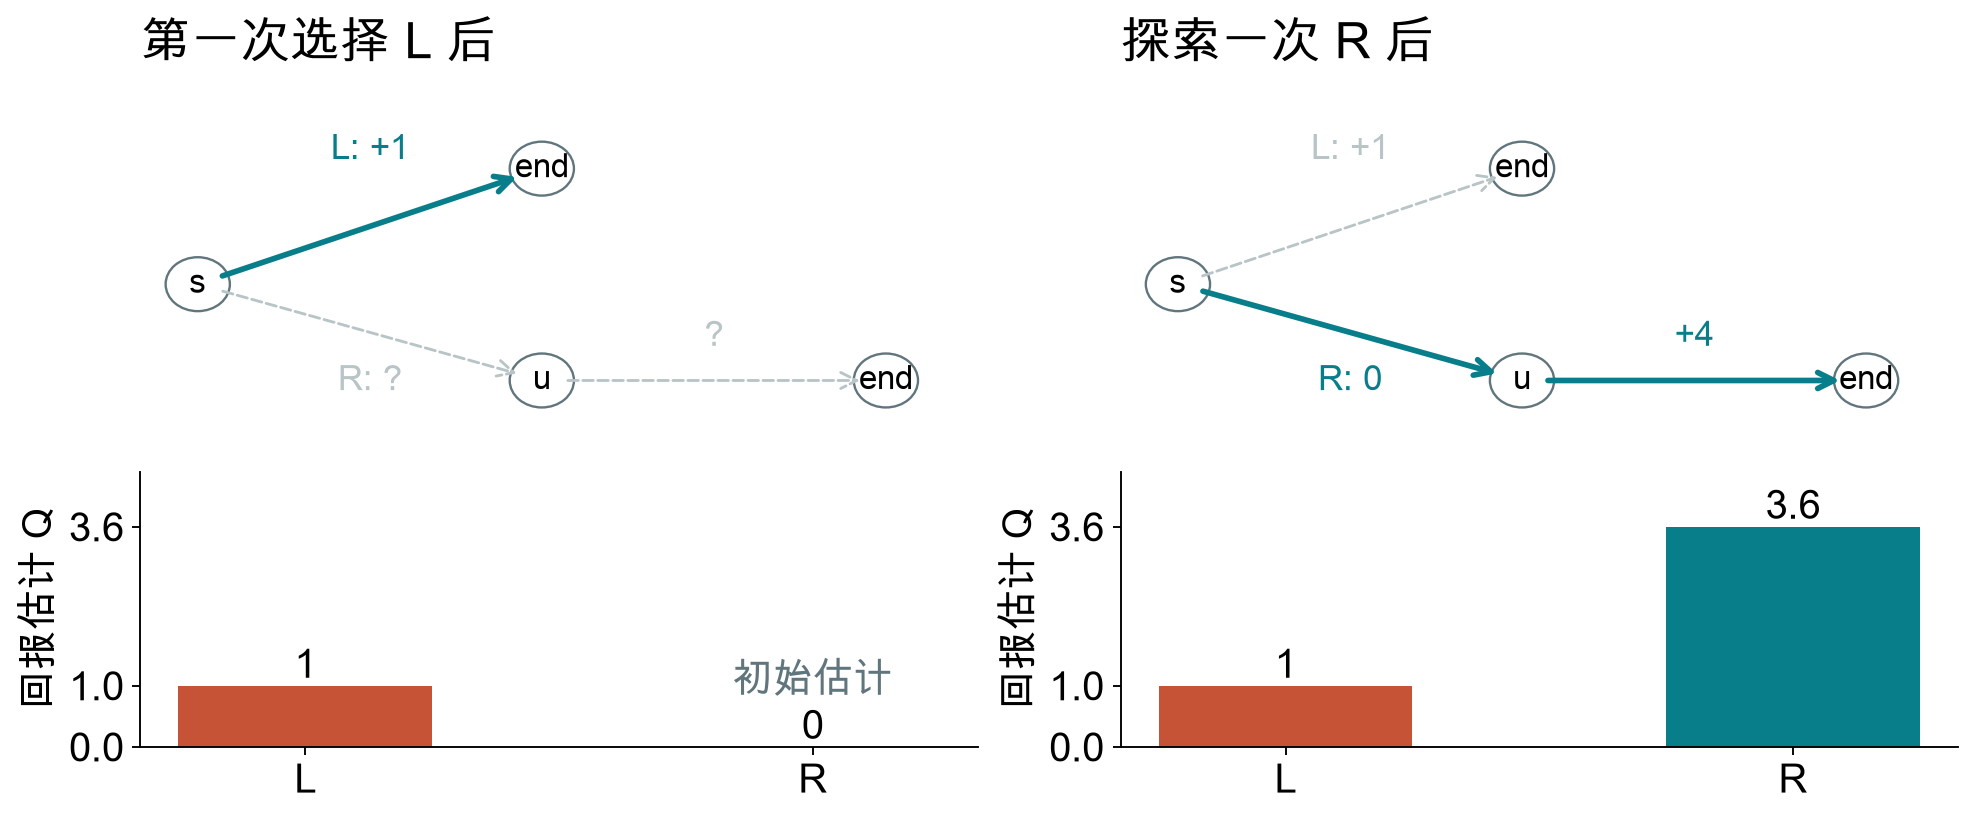 第一次选择 L 后
L: +1
end
s
?
R: ?
u
end
回报估计 Q
3.6
1.0
0.0
1
初始估计
0
L
R
探索一次 R 后
L: +1
end
s
+4
R: 0
u
end
回报估计 Q
3.6
1.0
0.0
1
3.6
L
R